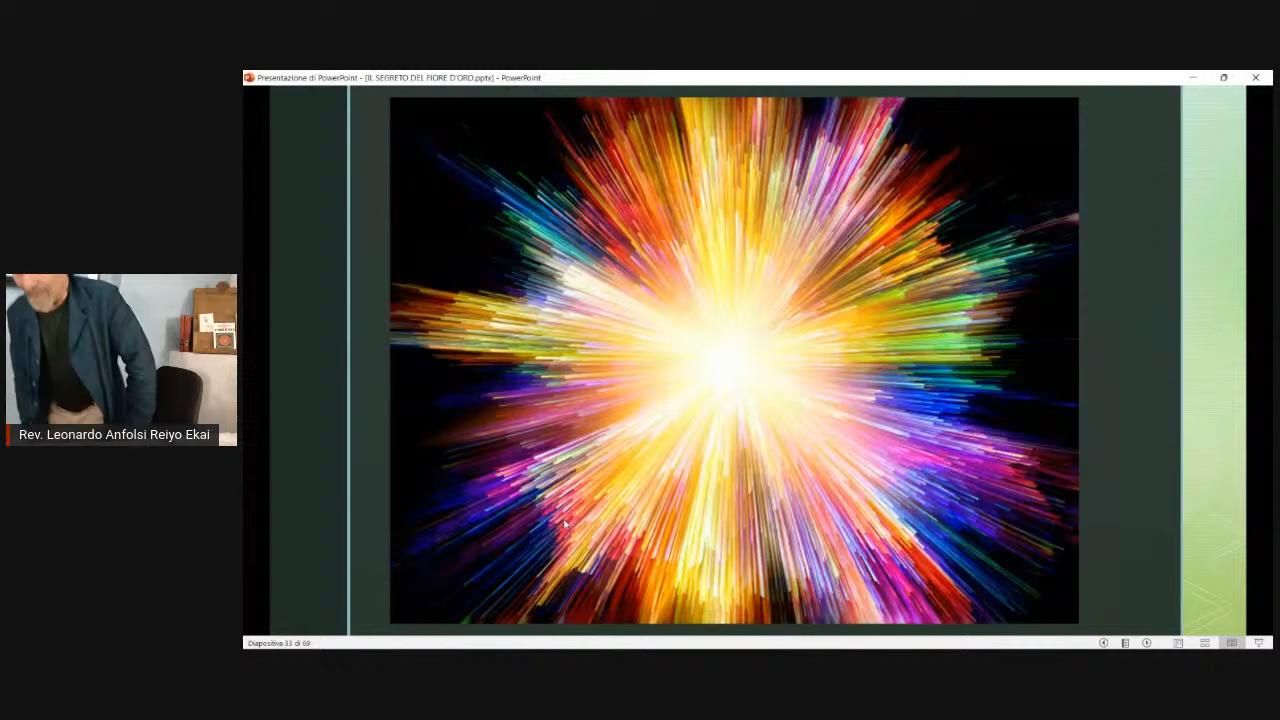 Presentazione di PowerPoint - [IL SEGRETO DEL FIORE D'ORO.pptx] - PowerPoint
Rev. Leonardo Anfolsi Reiyo Ekai
Diapositiva 33 di 69